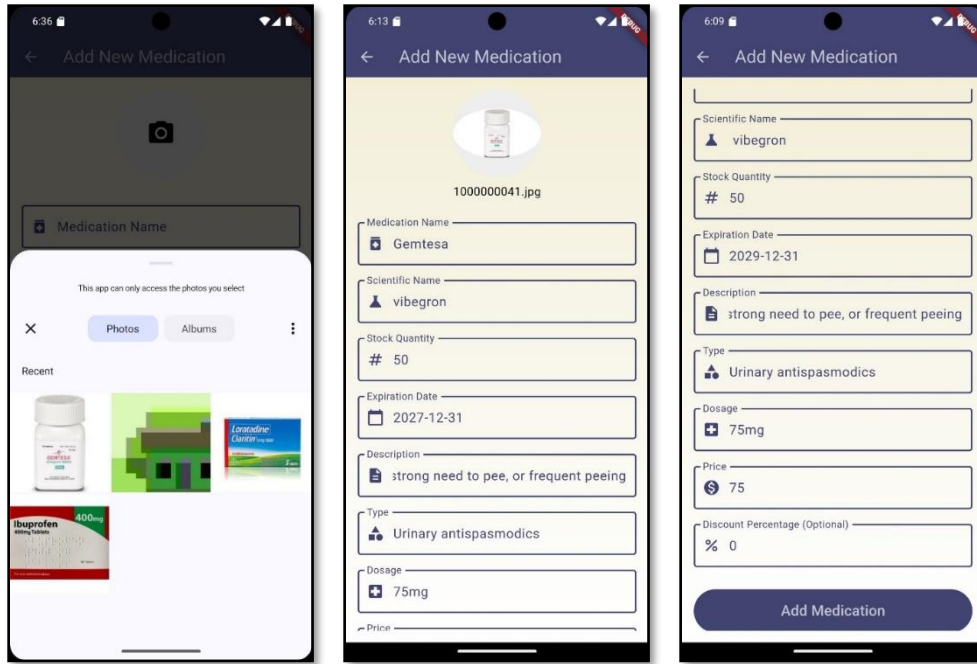 6:36
DEBUG
Add New Medication
Medication Name
This app can only access the photos you select
Photos
Albums
Recent
GEMTESA
Loratadine
Claritin
Ibuprofen
400mg
400mg Tablets
6:13
DEBUG
Add New Medication
1000000041.jpg
Medication Name
Gemtesa
Scientific Name
vibegron
Stock Quantity
# 50
Expiration Date
2027-12-31
Description
strong need to pee, or frequent peeing
Type
Urinary antispasmodics
Dosage
75mg
Price
6:09
DEBUG
Add New Medication
Scientific Name
vibegron
Stock Quantity
# 50
Expiration Date
2029-12-31
Description
strong need to pee, or frequent peeing
Type
Urinary antispasmodics
Dosage
75mg
Price
$ 75
Discount Percentage (Optional)
% 0
Add Medication